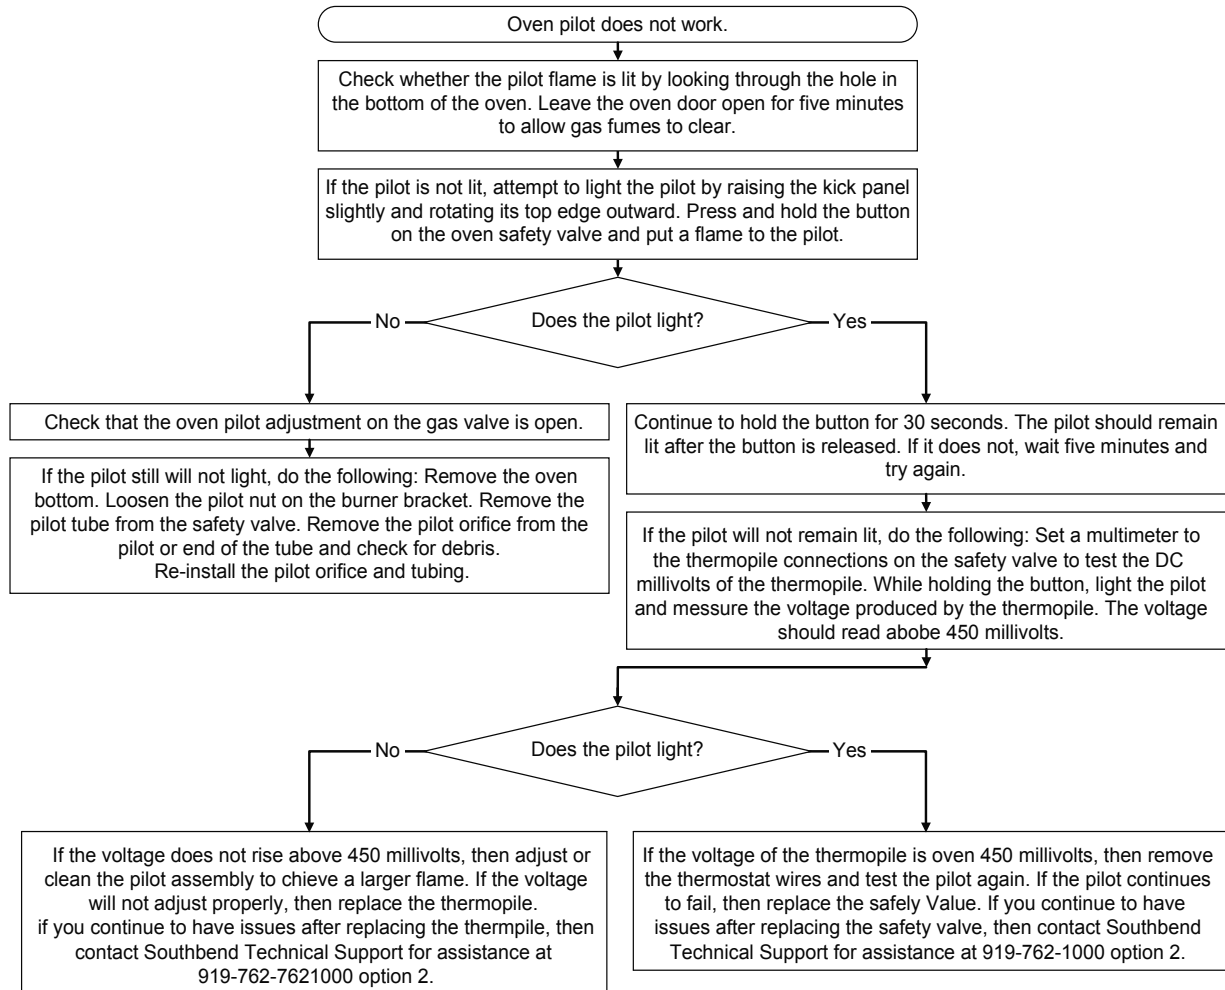 Oven pilot does not work.
Check whether the pilot flame is lit by looking through the hole in
the bottom of the oven. Leave the oven door open for five minutes
to allow gas fumes to clear.
If the pilot is not lit, attempt to light the pilot by raising the kick panel
slightly and rotating its top edge outward. Press and hold the button
on the oven safety valve and put a flame to the pilot.
Does the pilot light?
No
Yes
Check that the oven pilot adjustment on the gas valve is open.
If the pilot still will not light, do the following: Remove the oven
bottom. Loosen the pilot nut on the burner bracket. Remove the
pilot tube from the safety valve. Remove the pilot orifice from the
pilot or end of the tube and check for debris.
Re-install the pilot orifice and tubing.
Continue to hold the button for 30 seconds. The pilot should remain
lit after the button is released. If it does not, wait five minutes and
try again.
If the pilot will not remain lit, do the following: Set a multimeter to
the thermopile connections on the safety valve to test the DC
millivolts of the thermopile. While holding the button, light the pilot
and messure the voltage produced by the thermopile. The voltage
should read abobe 450 millivolts.
Does the pilot light?
No
Yes
If the voltage does not rise above 450 millivolts, then adjust or
clean the pilot assembly to chieve a larger flame. If the voltage
will not adjust properly, then replace the thermopile.
if you continue to have issues after replacing the thermpile, then
contact Southbend Technical Support for assistance at
919-762-7621000 option 2.
If the voltage of the thermopile is oven 450 millivolts, then remove
the thermostat wires and test the pilot again. If the pilot continues
to fail, then replace the safely Value. If you continue to have
issues after replacing the safety valve, then contact Southbend
Technical Support for assistance at 919-762-1000 option 2.